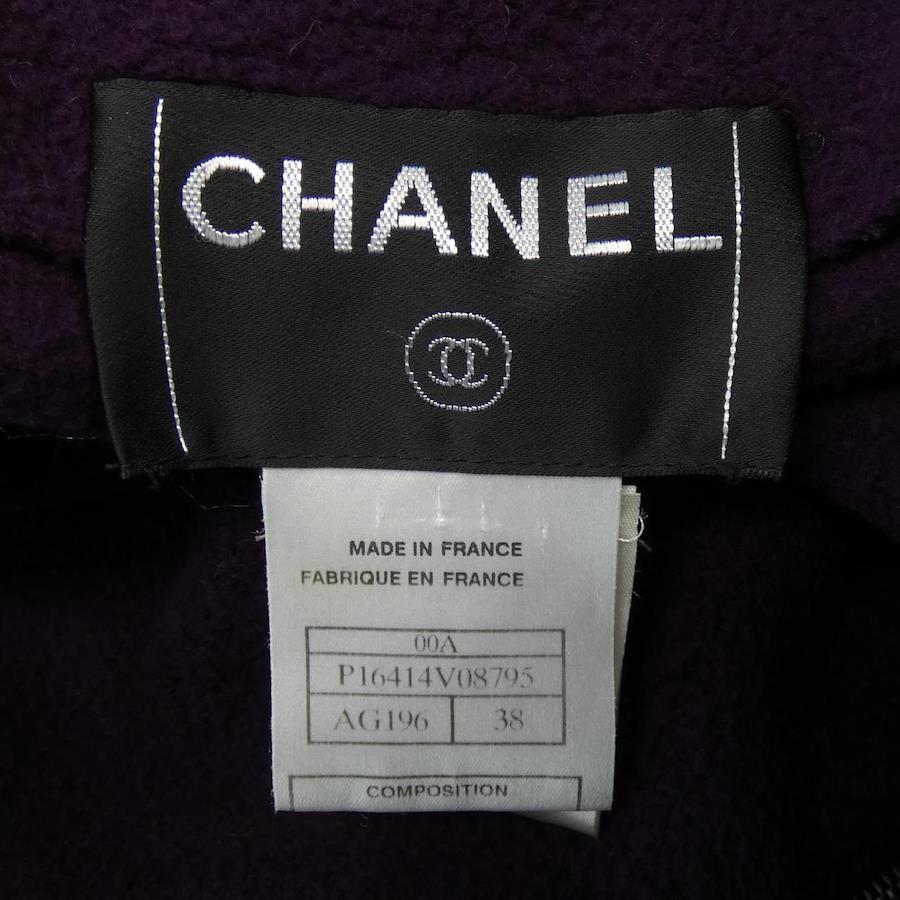 CHANEL
MADE IN FRANCE
FABRIQUE EN FRANCE
00A
P16414V08795
AG196 38
COMPOSITION